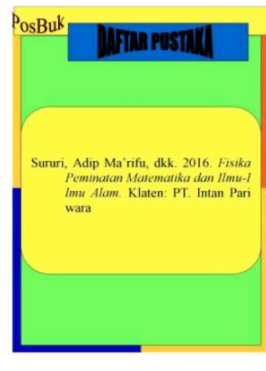 PosBuk
DAFTAR PUSTAKA
Sururi, Adip Ma'rifu, dkk. 2016. Fisika
Peminatan Matematika dan Ilmu-I
lmu Alam. Klaten: PT. Intan Pari
wara